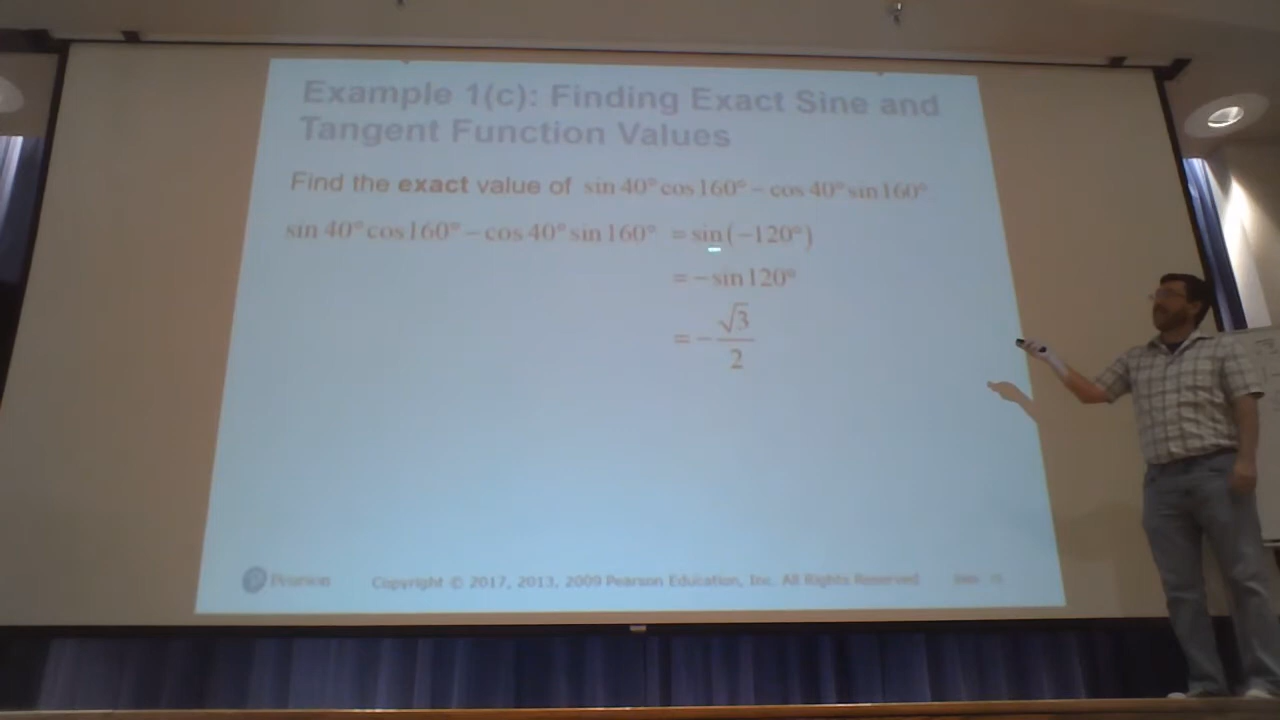 Example 1(c): Finding Exact Sine and
Tangent Function Values
Find the exact value of sin 40° cos 160° – cos 40° sin 160°
sin 40° cos 160° – cos 40° sin 160° = sin(–120°)
= – sin 120°
= – √3/2
Pearson Copyright © 2017, 2013, 2009 Pearson Education, Inc. All Rights Reserved